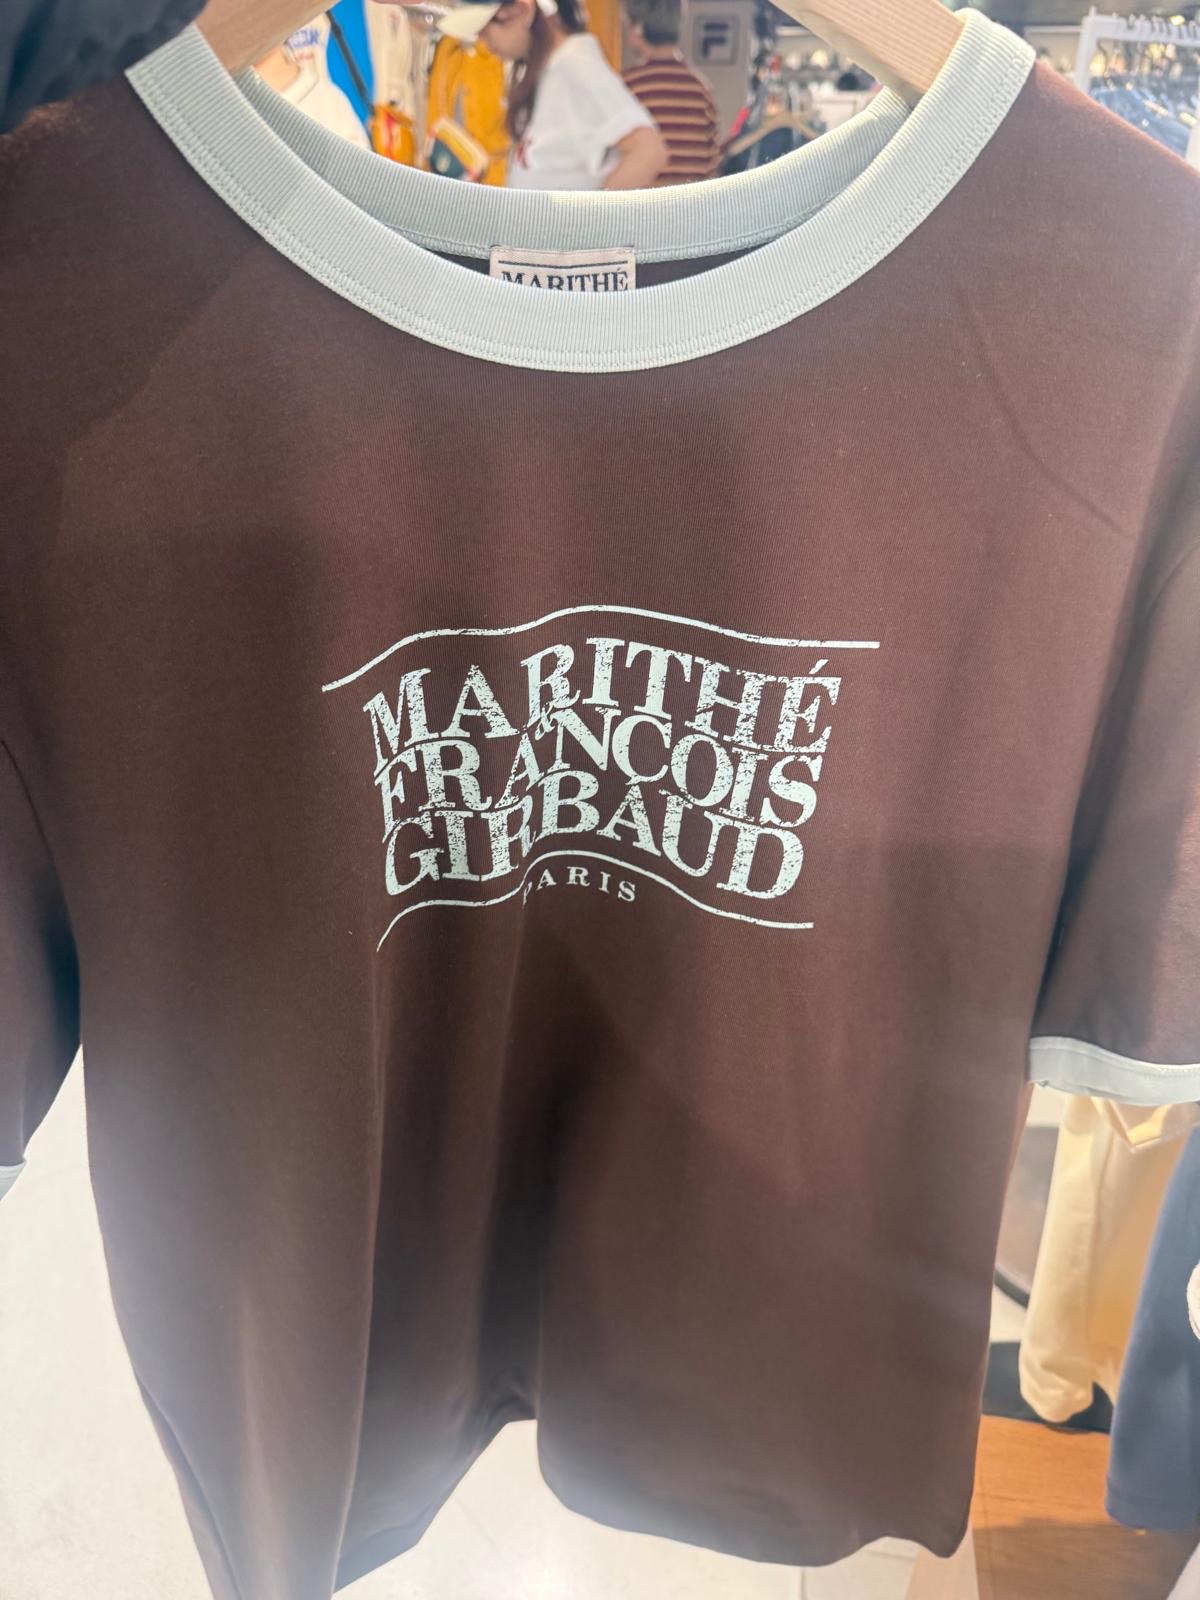 MARITHÉ
MARITHÉ
&
FRANCOIS
GIRBAUD
PARIS